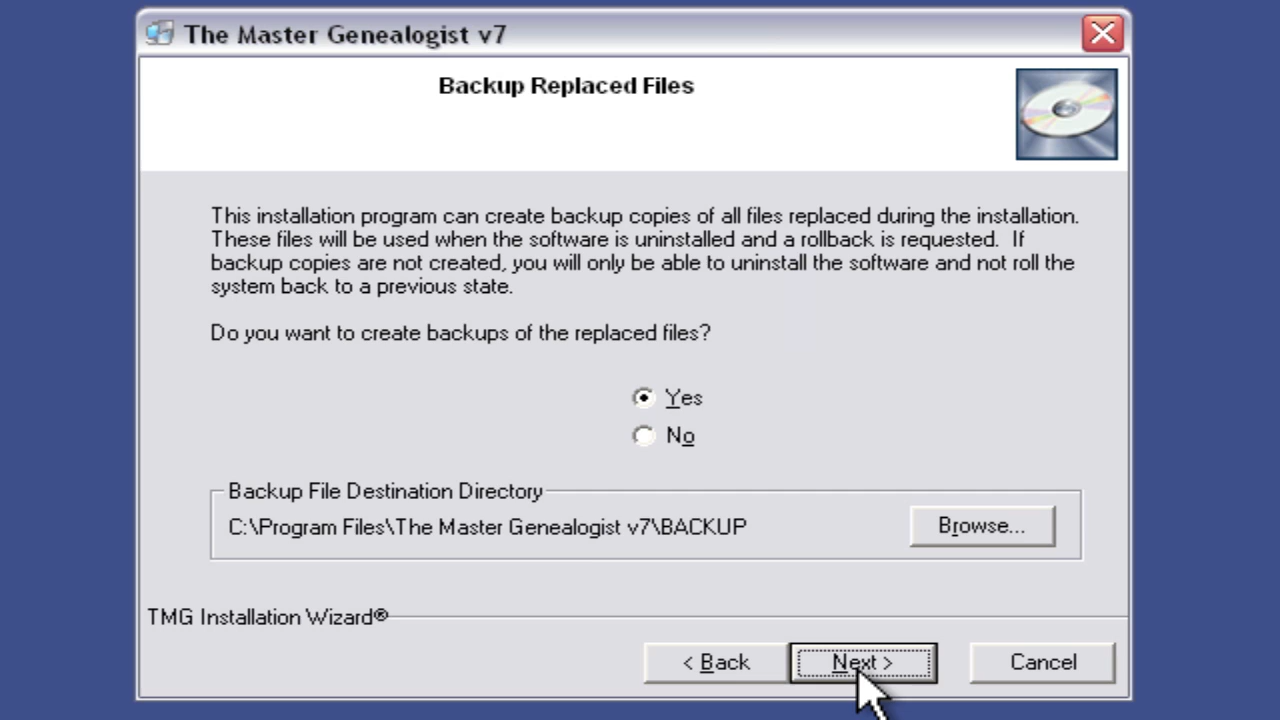 The Master Genealogist v7
Backup Replaced Files
This installation program can create backup copies of all files replaced during the installation.
These files will be used when the software is uninstalled and a rollback is requested.  If
backup copies are not created, you will only be able to uninstall the software and not roll the
system back to a previous state.
Do you want to create backups of the replaced files?
Yes
No
Backup File Destination Directory
C:\Program Files\The Master Genealogist v7\BACKUP
Browse...
TMG Installation Wizard®
< Back
Next >
Cancel